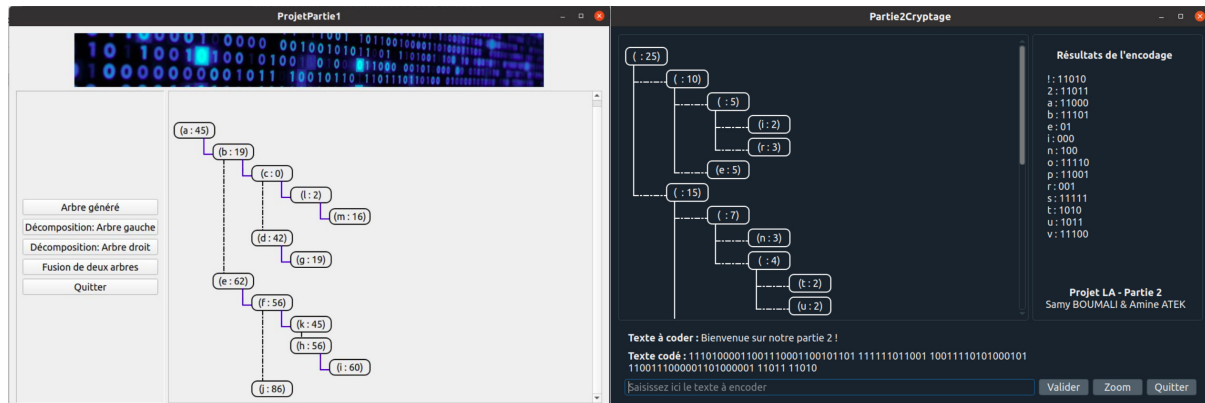 ProjetPartie1
Arbre généré
Décomposition: Arbre gauche
Décomposition: Arbre droit
Fusion de deux arbres
Quitter
(a : 45)
(b : 19)
(c : 0)
(l : 2)
(m : 16)
(d : 42)
(g : 19)
(e : 62)
(f : 56)
(k : 45)
(h : 56)
(i : 60)
(j : 86)
Partie2Cryptage
( : 25)
( : 10)
( : 5)
(i : 2)
(r : 3)
(e : 5)
( : 15)
( : 7)
(n : 3)
( : 4)
(t : 2)
(u : 2)
Résultats de l'encodage
! : 11010
2 : 11011
a : 11000
b : 11101
e : 01
i : 000
n : 100
o : 11110
p : 11001
r : 001
s : 11111
t : 1010
u : 1011
v : 11100
Projet LA - Partie 2
Samy BOUMALI & Amine ATEK
Texte à coder : Bienvenue sur notre partie 2 !
Texte codé : 11101000011001110001100101101 111111011001 10011110101000101
1100111000001101000001 11011 11010
Saisissez ici le texte à encoder
Valider
Zoom
Quitter